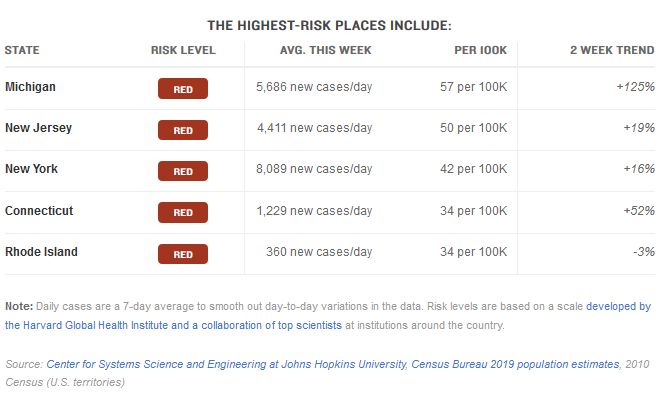 THE HIGHEST-RISK PLACES INCLUDE:
STATE RISK LEVEL AVG. THIS WEEK PER 100K 2 WEEK TREND
Michigan RED 5,686 new cases/day 57 per 100K +125%
New Jersey RED 4,411 new cases/day 50 per 100K +19%
New York RED 8,089 new cases/day 42 per 100K +16%
Connecticut RED 1,229 new cases/day 34 per 100K +52%
Rhode Island RED 360 new cases/day 34 per 100K -3%
Note: Daily cases are a 7-day average to smooth out day-to-day variations in the data. Risk levels are based on a scale developed by
the Harvard Global Health Institute and a collaboration of top scientists at institutions around the country.
Source: Center for Systems Science and Engineering at Johns Hopkins University, Census Bureau 2019 population estimates, 2010
Census (U.S. territories)